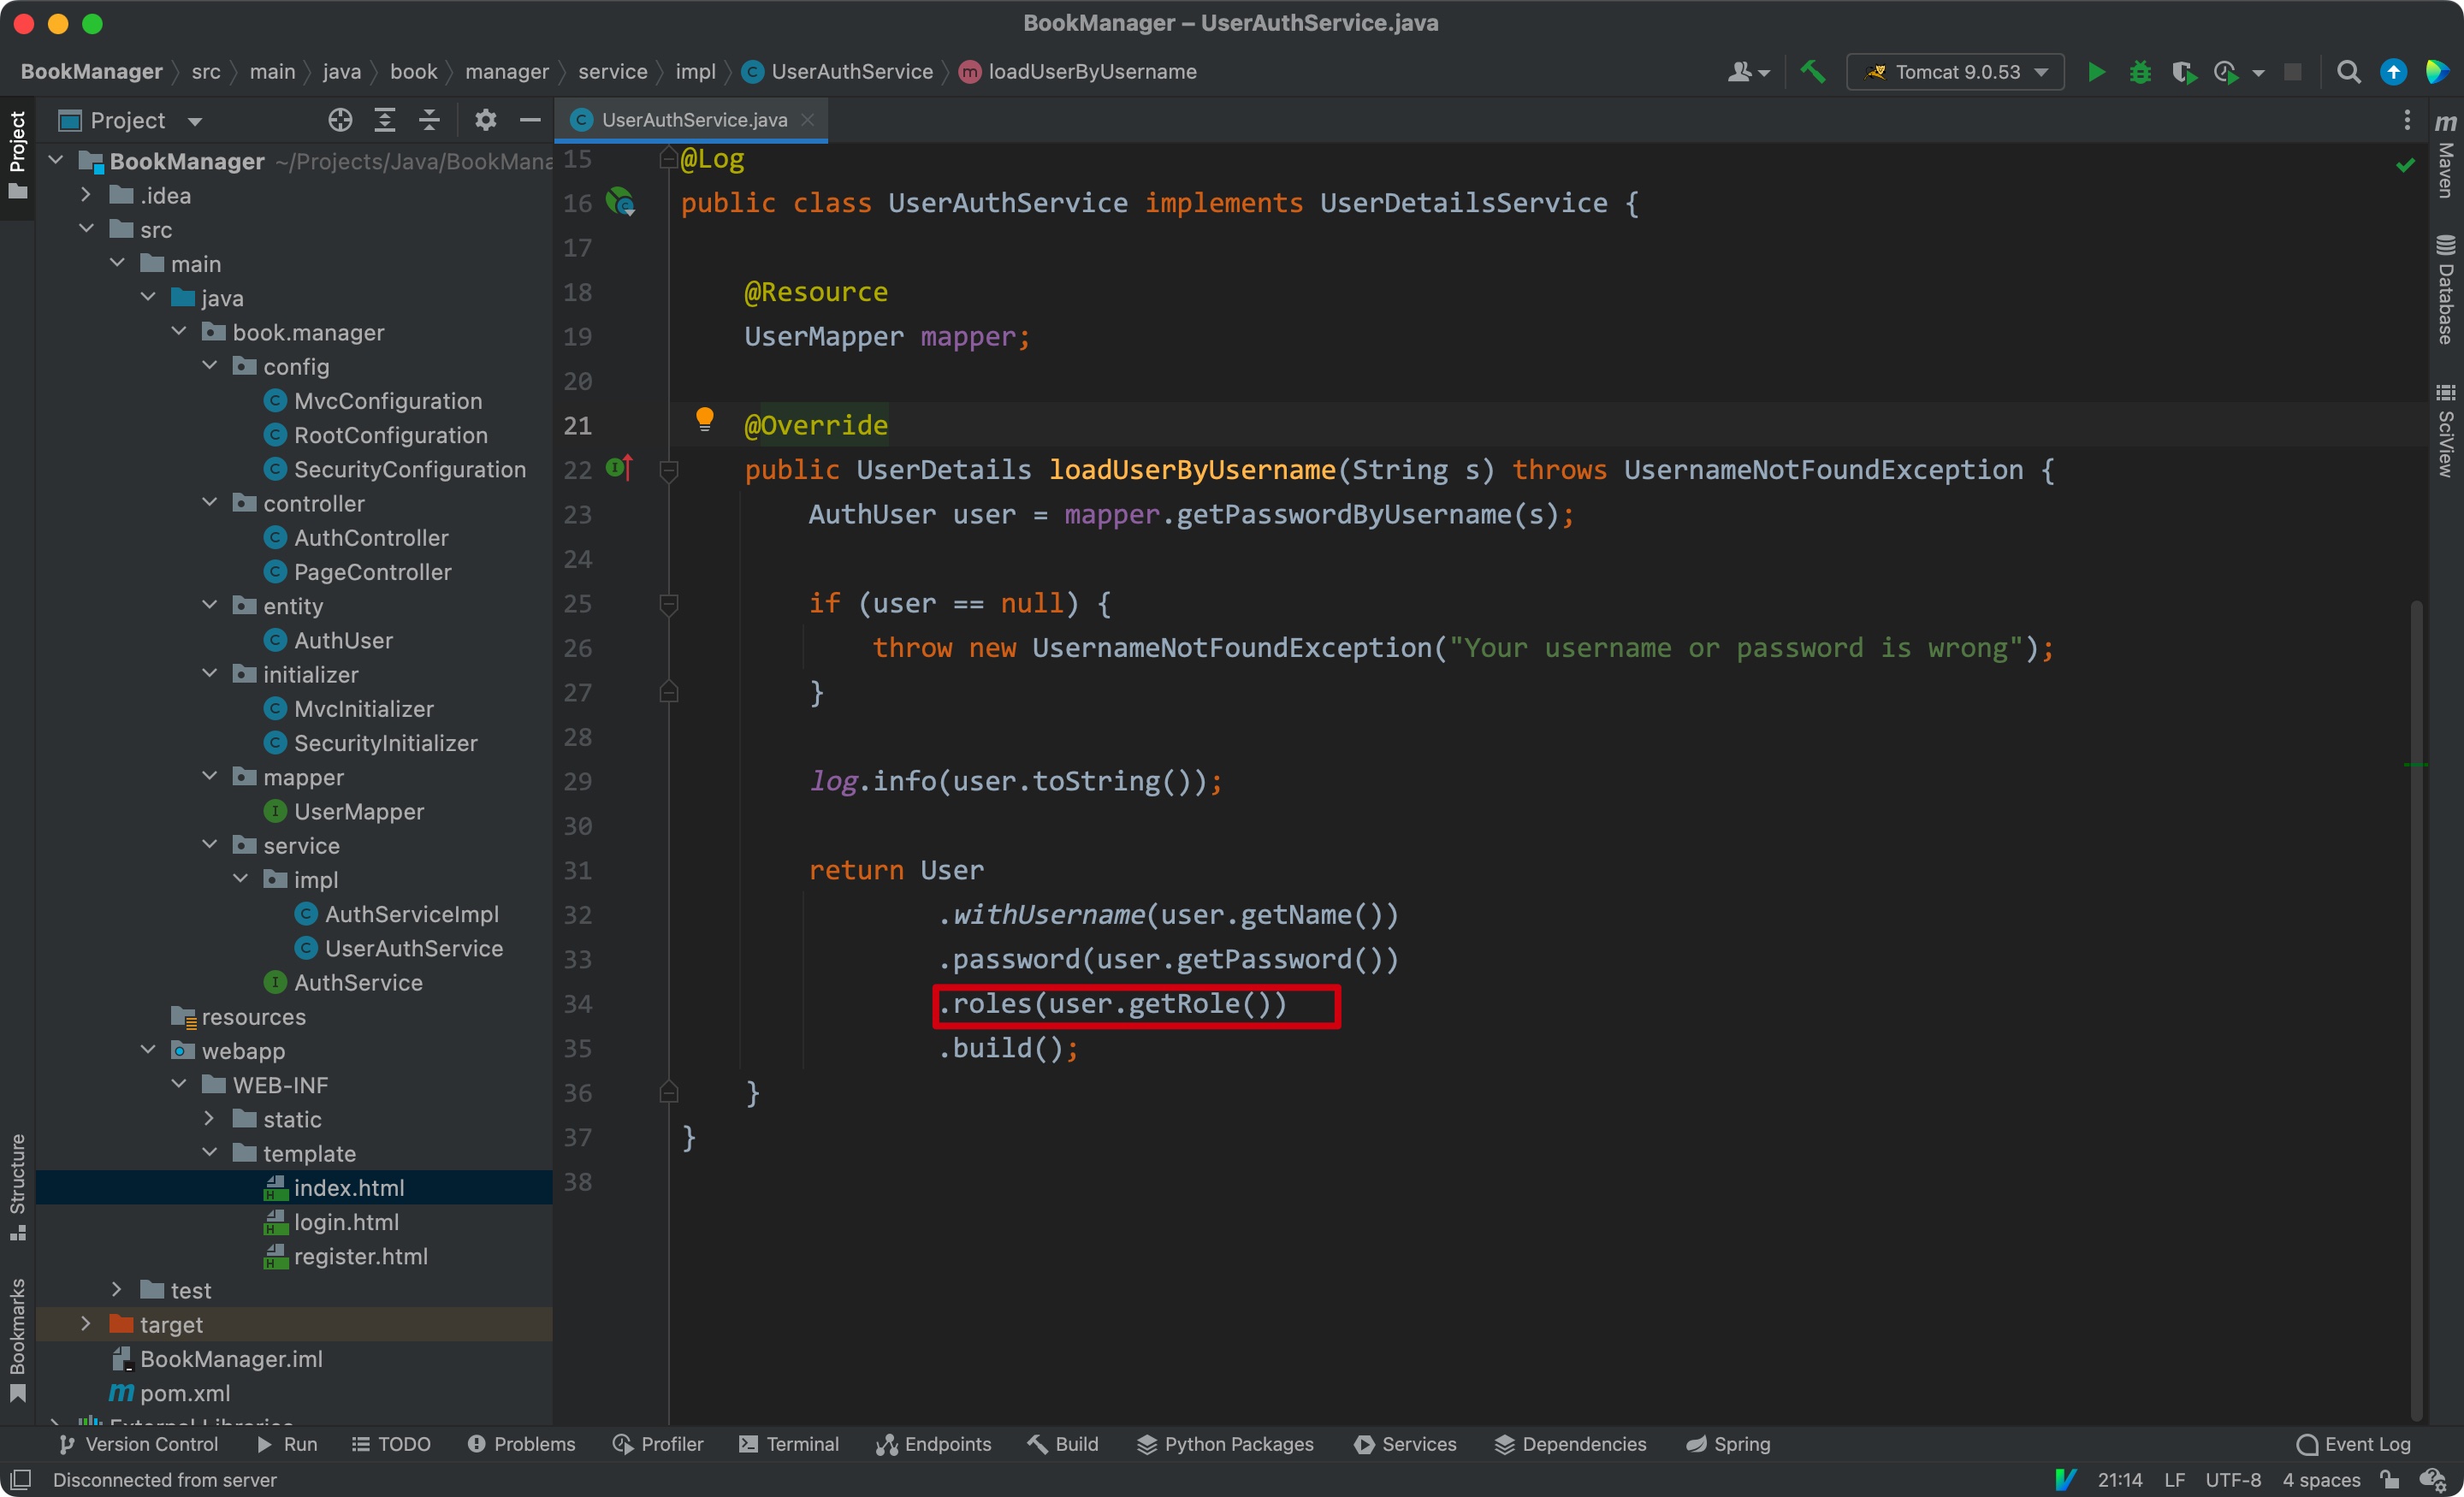 BookManager – UserAuthService.java
BookManager src main java book manager service impl UserAuthService loadUserByUsername Tomcat 9.0.53
Project
Project
UserAuthService.java
Maven
Database
SciView
BookManager ~/Projects/Java/BookMana
.idea
src
main
java
book.manager
config
MvcConfiguration
RootConfiguration
SecurityConfiguration
controller
AuthController
PageController
entity
AuthUser
initializer
MvcInitializer
SecurityInitializer
mapper
UserMapper
service
impl
AuthServiceImpl
UserAuthService
AuthService
resources
webapp
WEB-INF
static
template
index.html
login.html
register.html
test
target
BookManager.iml
pom.xml
External Libraries
Structure
Bookmarks
15 @Log
16 public class UserAuthService implements UserDetailsService {
17
18 @Resource
19 UserMapper mapper;
20
21 @Override
22 public UserDetails loadUserByUsername(String s) throws UsernameNotFoundException {
23 AuthUser user = mapper.getPasswordByUsername(s);
24
25 if (user == null) {
26 throw new UsernameNotFoundException("Your username or password is wrong");
27 }
28
29 log.info(user.toString());
30
31 return User
32 .withUsername(user.getName())
33 .password(user.getPassword())
34 .roles(user.getRole())
35 .build();
36 }
37 }
38
Version Control Run TODO Problems Profiler Terminal Endpoints Build Python Packages Services Dependencies Spring Event Log
Disconnected from server 21:14 LF UTF-8 4 spaces